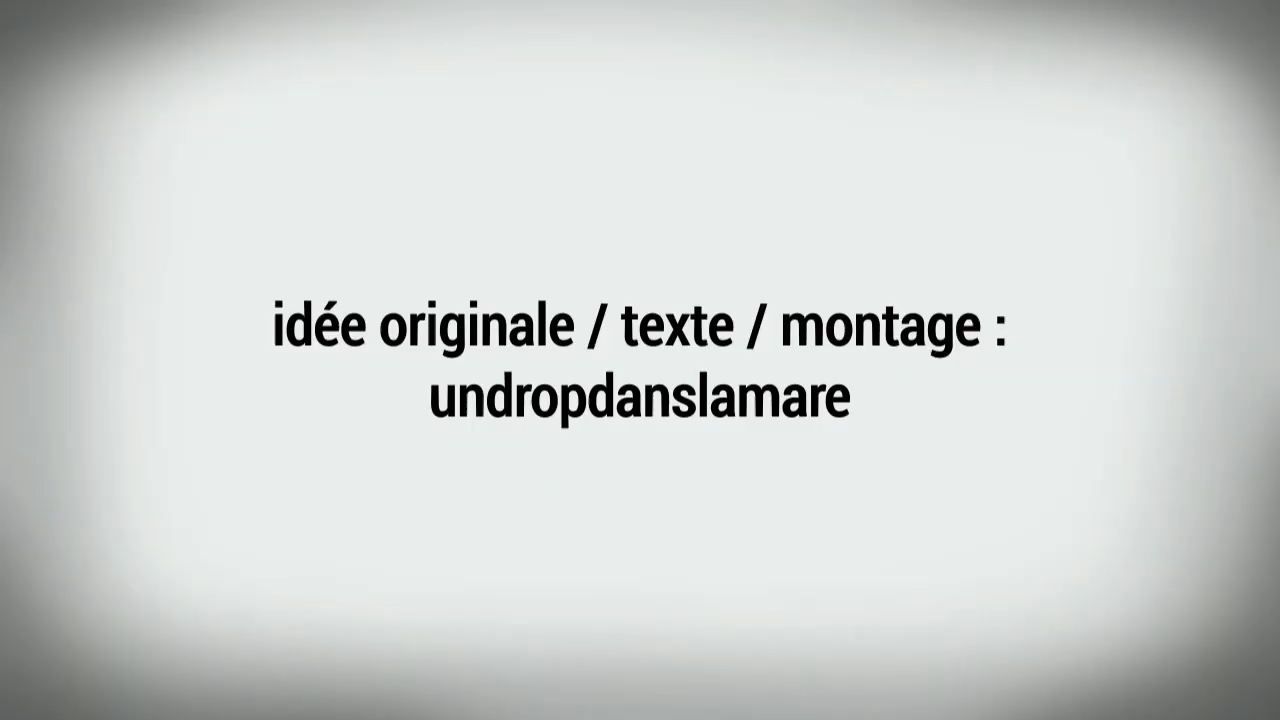 idée originale / texte / montage :
undropdanslamare